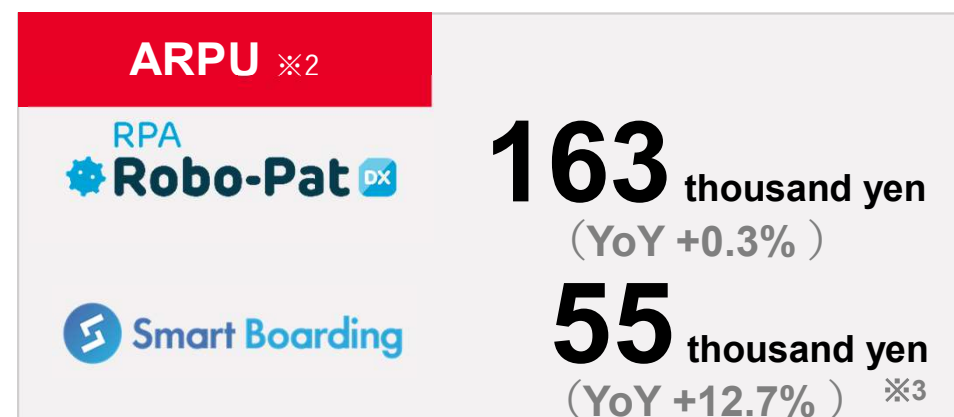 ARPU ※2
RPA
Robo-Pat DX
163 thousand yen
（YoY +0.3% ）
Smart Boarding
55 thousand yen
（YoY +12.7% ） ※3